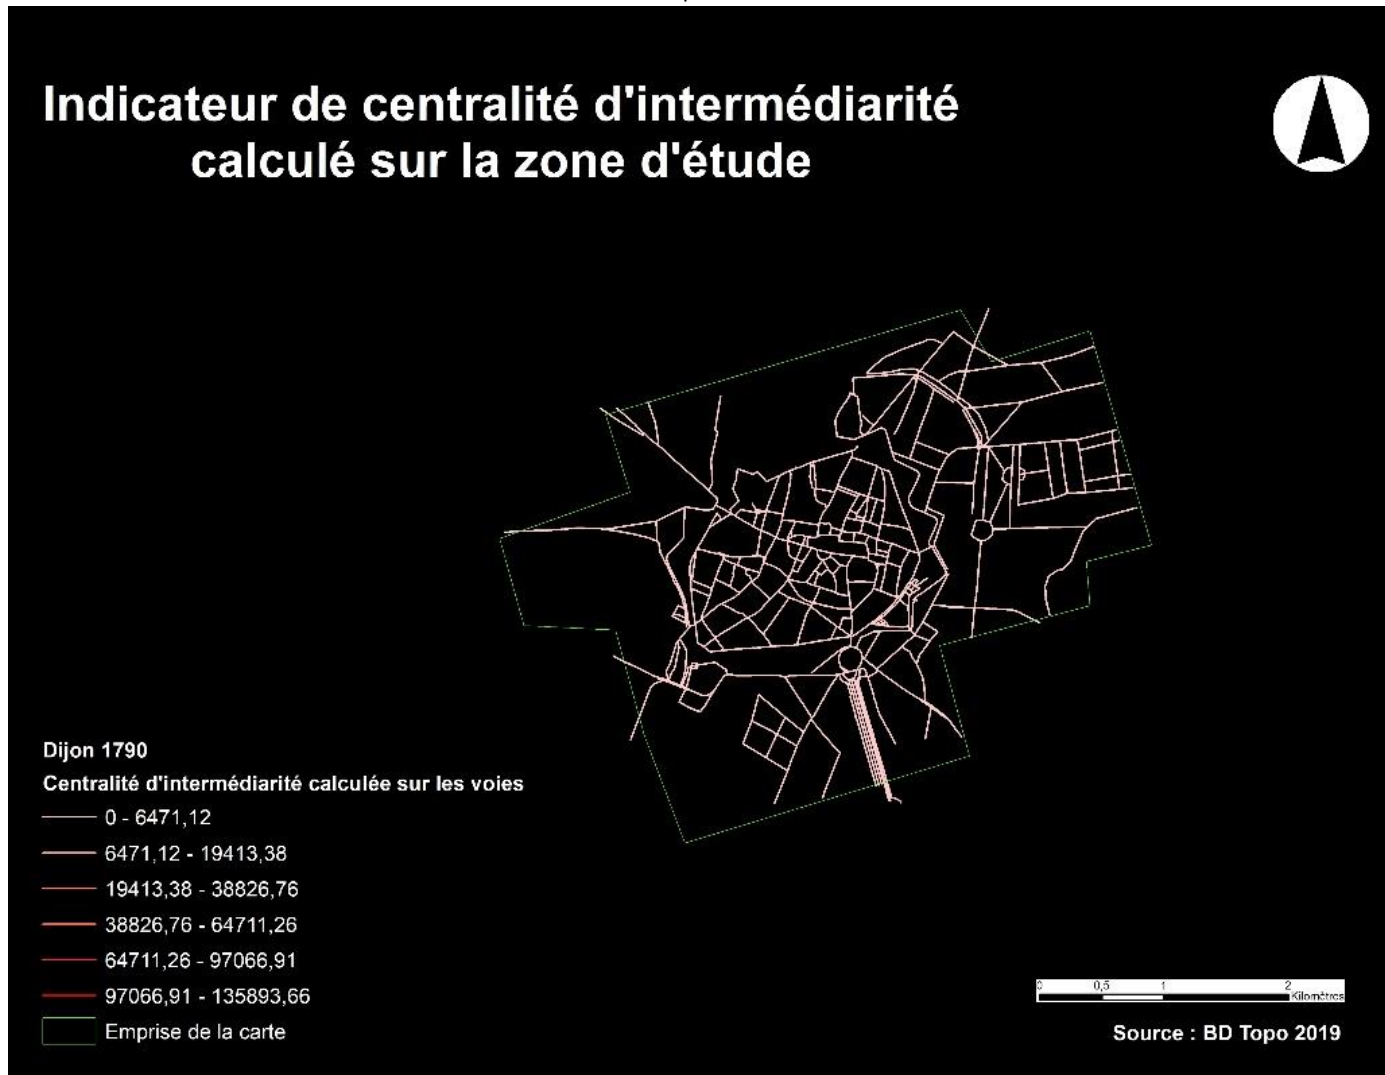 Indicateur de centralité d'intermédiarité
calculé sur la zone d'étude
Dijon 1790
Centralité d'intermédiarité calculée sur les voies
0 - 6471,12
6471,12 - 19413,38
19413,38 - 38826,76
38826,76 - 64711,26
64711,26 - 97066,91
97066,91 - 135893,66
Emprise de la carte
0 0,5 1 2
Kilomètres
Source : BD Topo 2019